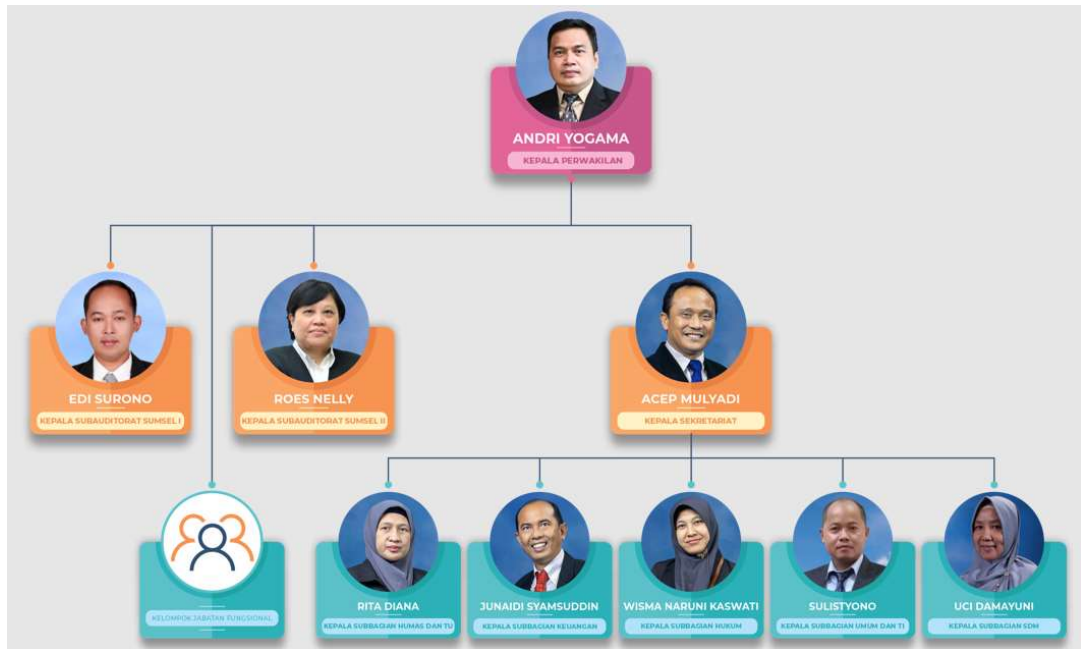 ANDRI YOGAMA
KEPALA PERWAKILAN
EDI SURONO
KEPALA SUBAUDITORAT SUMSEL I
ROES NELLY
KEPALA SUBAUDITORAT SUMSEL II
ACEP MULYADI
KEPALA SEKRETARIAT
KELOMPOK JABATAN FUNGSIONAL
RITA DIANA
KEPALA SUBBAGIAN HUMAS DAN TU
JUNAIDI SYAMSUDDIN
KEPALA SUBBAGIAN KEUANGAN
WISMA NARUNI KASWATI
KEPALA SUBBAGIAN HUKUM
SULISTYONO
KEPALA SUBBAGIAN UMUM DAN TI
UCI DAMAYUNI
KEPALA SUBBAGIAN SDM